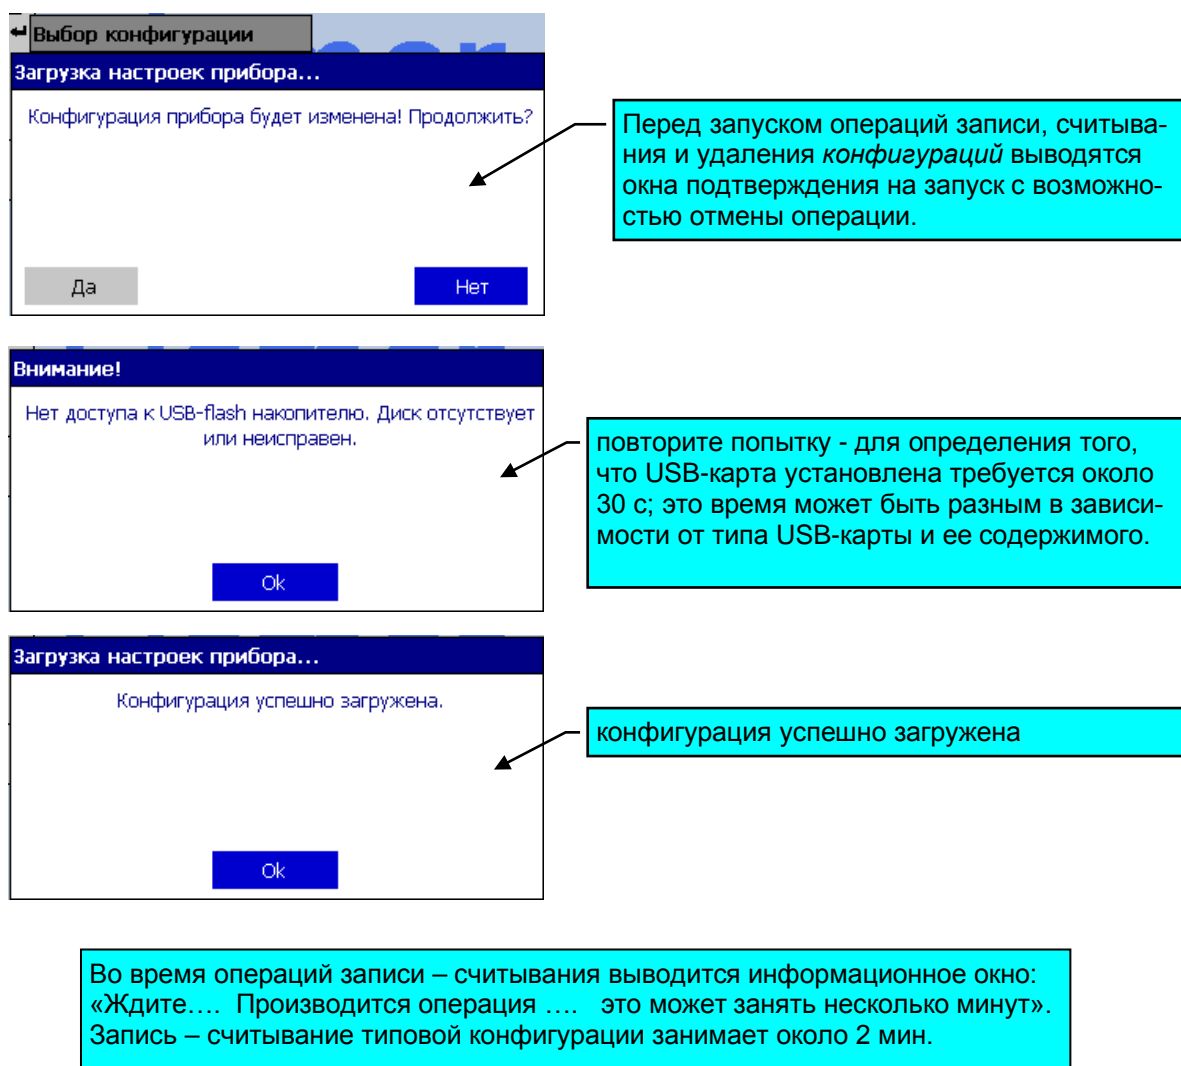 Выбор конфигурации
Загрузка настроек прибора...
Конфигурация прибора будет изменена! Продолжить?
Да
Нет
Перед запуском операций записи, считыва-
ния и удаления конфигураций выводятся
окна подтверждения на запуск с возможно-
стью отмены операции.
Внимание!
Нет доступа к USB-flash накопителю. Диск отсутствует
или неисправен.
Ok
повторите попытку - для определения того,
что USB-карта установлена требуется около
30 с; это время может быть разным в зависи-
мости от типа USB-карты и ее содержимого.
Загрузка настроек прибора...
Конфигурация успешно загружена.
Ok
конфигурация успешно загружена
Во время операций записи – считывания выводится информационное окно:
«Ждите…. Производится операция …. это может занять несколько минут».
Запись – считывание типовой конфигурации занимает около 2 мин.